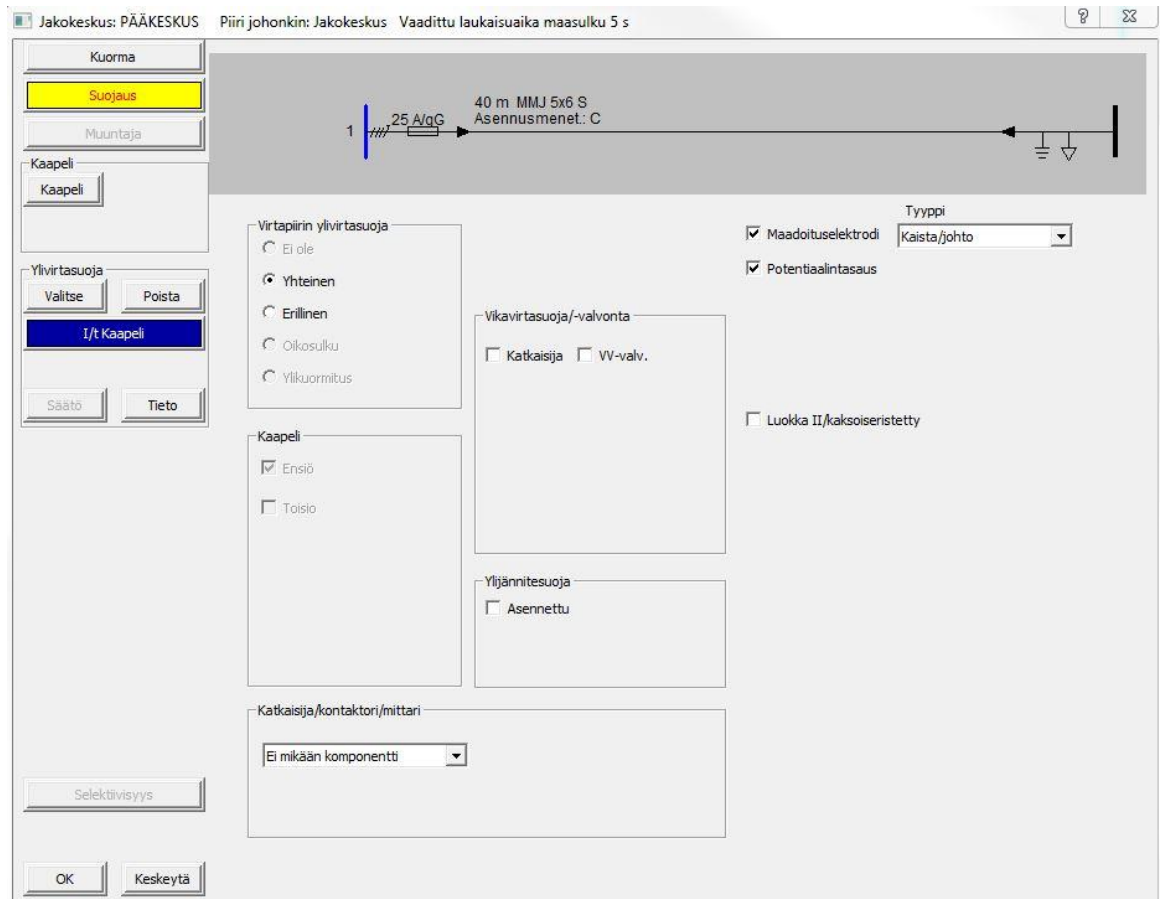 Jakokeskus: PÄÄKESKUS Piiri johonkin: Jakokeskus Vaadittu laukaisuaika maasulku 5 s
Kuorma
Suojaus
Muuntaja
Kaapeli
Kaapeli
Ylivirtasuoja
Valitse Poista
I/t Kaapeli
Säätö Tieto
Selektiivisyys
OK Keskeytä
40 m MMJ 5x6 S
1 25 A/gG Asennusmenet.: C
Virtapiirin ylivirtasuoja
Ei ole
Yhteinen
Erillinen
Oikosulku
Ylikuormitus
Kaapeli
Ensiö
Toisio
Vikavirtasuoja/-valvonta
Katkaisija VV-valv.
Ylijännitesuoja
Asennettu
Katkaisija/kontaktori/mittari
Ei mikään komponentti
Tyyppi
Maadoituselektrodi Kaista/johto
Potentiaalintasaus
Luokka II/kaksoiseristetty